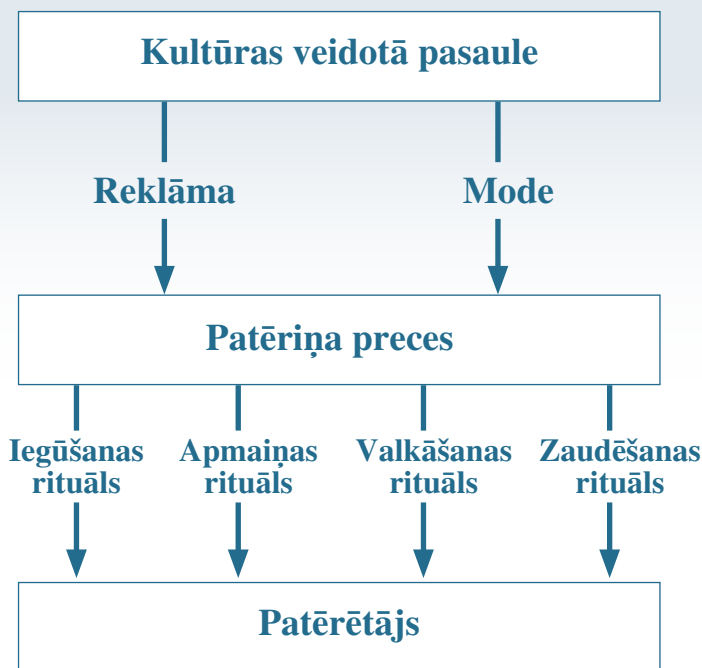 Kultūras veidotā pasaule
Reklāma
Mode
Patēriņa preces
Iegūšanas
rituāls
Apmaiņas
rituāls
Valkāšanas
rituāls
Zaudēšanas
rituāls
Patērētājs